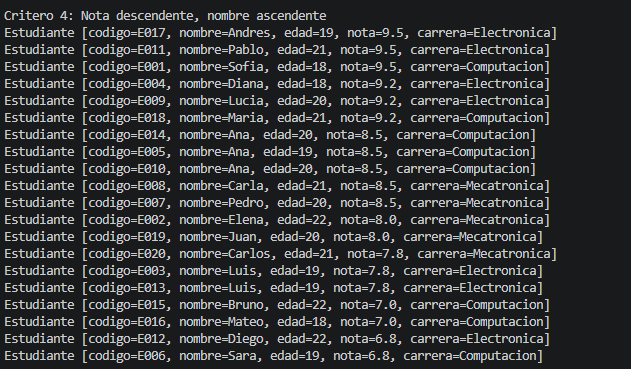 Critero 4: Nota descendente, nombre ascendente
Estudiante [codigo=E017, nombre=Andres, edad=19, nota=9.5, carrera=Electronica]
Estudiante [codigo=E011, nombre=Pablo, edad=21, nota=9.5, carrera=Electronica]
Estudiante [codigo=E001, nombre=Sofia, edad=18, nota=9.5, carrera=Computacion]
Estudiante [codigo=E004, nombre=Diana, edad=18, nota=9.2, carrera=Electronica]
Estudiante [codigo=E009, nombre=Lucia, edad=20, nota=9.2, carrera=Electronica]
Estudiante [codigo=E018, nombre=Maria, edad=21, nota=9.2, carrera=Computacion]
Estudiante [codigo=E014, nombre=Ana, edad=20, nota=8.5, carrera=Computacion]
Estudiante [codigo=E005, nombre=Ana, edad=19, nota=8.5, carrera=Computacion]
Estudiante [codigo=E010, nombre=Ana, edad=20, nota=8.5, carrera=Computacion]
Estudiante [codigo=E008, nombre=Carla, edad=21, nota=8.5, carrera=Mecatronica]
Estudiante [codigo=E007, nombre=Pedro, edad=20, nota=8.5, carrera=Mecatronica]
Estudiante [codigo=E002, nombre=Elena, edad=22, nota=8.0, carrera=Mecatronica]
Estudiante [codigo=E019, nombre=Juan, edad=20, nota=8.0, carrera=Mecatronica]
Estudiante [codigo=E020, nombre=Carlos, edad=21, nota=7.8, carrera=Mecatronica]
Estudiante [codigo=E003, nombre=Luis, edad=19, nota=7.8, carrera=Electronica]
Estudiante [codigo=E013, nombre=Luis, edad=19, nota=7.8, carrera=Electronica]
Estudiante [codigo=E015, nombre=Bruno, edad=22, nota=7.0, carrera=Computacion]
Estudiante [codigo=E016, nombre=Mateo, edad=18, nota=7.0, carrera=Computacion]
Estudiante [codigo=E012, nombre=Diego, edad=22, nota=6.8, carrera=Electronica]
Estudiante [codigo=E006, nombre=Sara, edad=19, nota=6.8, carrera=Computacion]